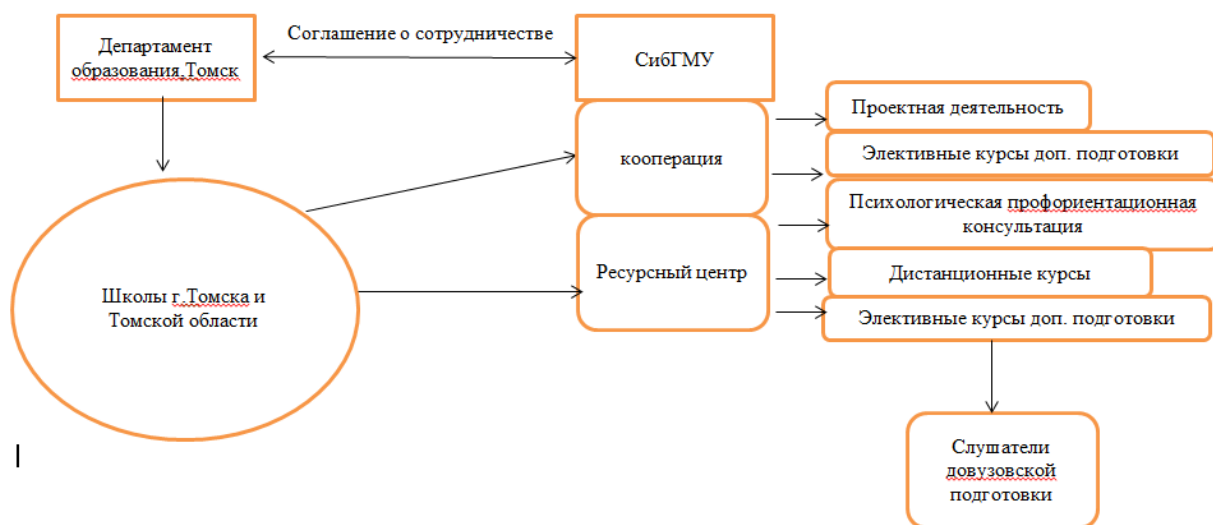 Департамент
образования,Томск
Соглашение о сотрудничестве
СибГМУ
кооперация
Ресурсный центр
Школы г.Томска и
Томской области
Проектная деятельность
Элективные курсы доп. подготовки
Психологическая профориентационная
консультация
Дистанционные курсы
Элективные курсы доп. подготовки
Слушатели
довузовской
подготовки